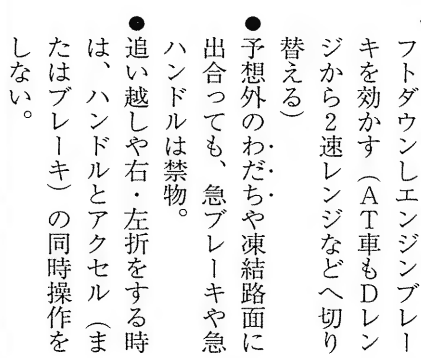 フトダウンしエンジンブレー
キを効かす（AT車もDレン
ジから2速レンジなどへ切り
替える）
●予想外のわだちや凍結路面に
出合っても、急ブレーキや急
ハンドルは禁物。
●追い越しや右・左折をする時
は、ハンドルとアクセル（ま
たはブレーキ）の同時操作を
しない。